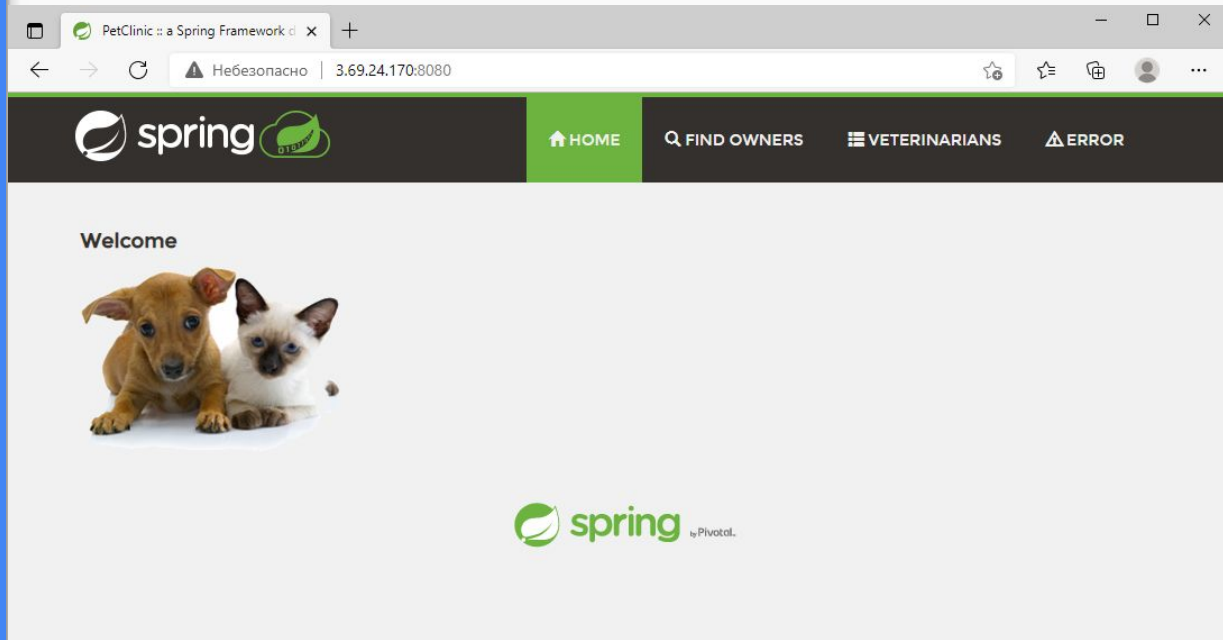 PetClinic :: a Spring Framework d
Небезопасно | 3.69.24.170:8080
spring
HOME FIND OWNERS VETERINARIANS ERROR
Welcome
spring by Pivotal.